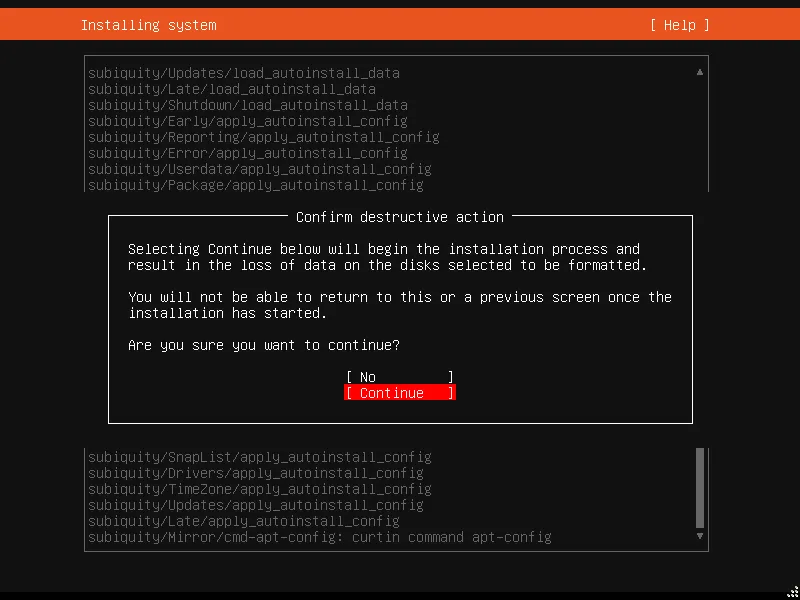 Installing system [ Help ]
subiquity/Updates/load_autoinstall_data
subiquity/Late/load_autoinstall_data
subiquity/Shutdown/load_autoinstall_data
subiquity/Early/apply_autoinstall_config
subiquity/Reporting/apply_autoinstall_config
subiquity/Error/apply_autoinstall_config
subiquity/Userdata/apply_autoinstall_config
subiquity/Package/apply_autoinstall_config
Confirm destructive action
Selecting Continue below will begin the installation process and
result in the loss of data on the disks selected to be formatted.
You will not be able to return to this or a previous screen once the
installation has started.
Are you sure you want to continue?
[ No ]
[ Continue ]
subiquity/SnapList/apply_autoinstall_config
subiquity/Drivers/apply_autoinstall_config
subiquity/TimeZone/apply_autoinstall_config
subiquity/Updates/apply_autoinstall_config
subiquity/Late/apply_autoinstall_config
subiquity/Mirror/cmd-apt-config: curtin command apt-config